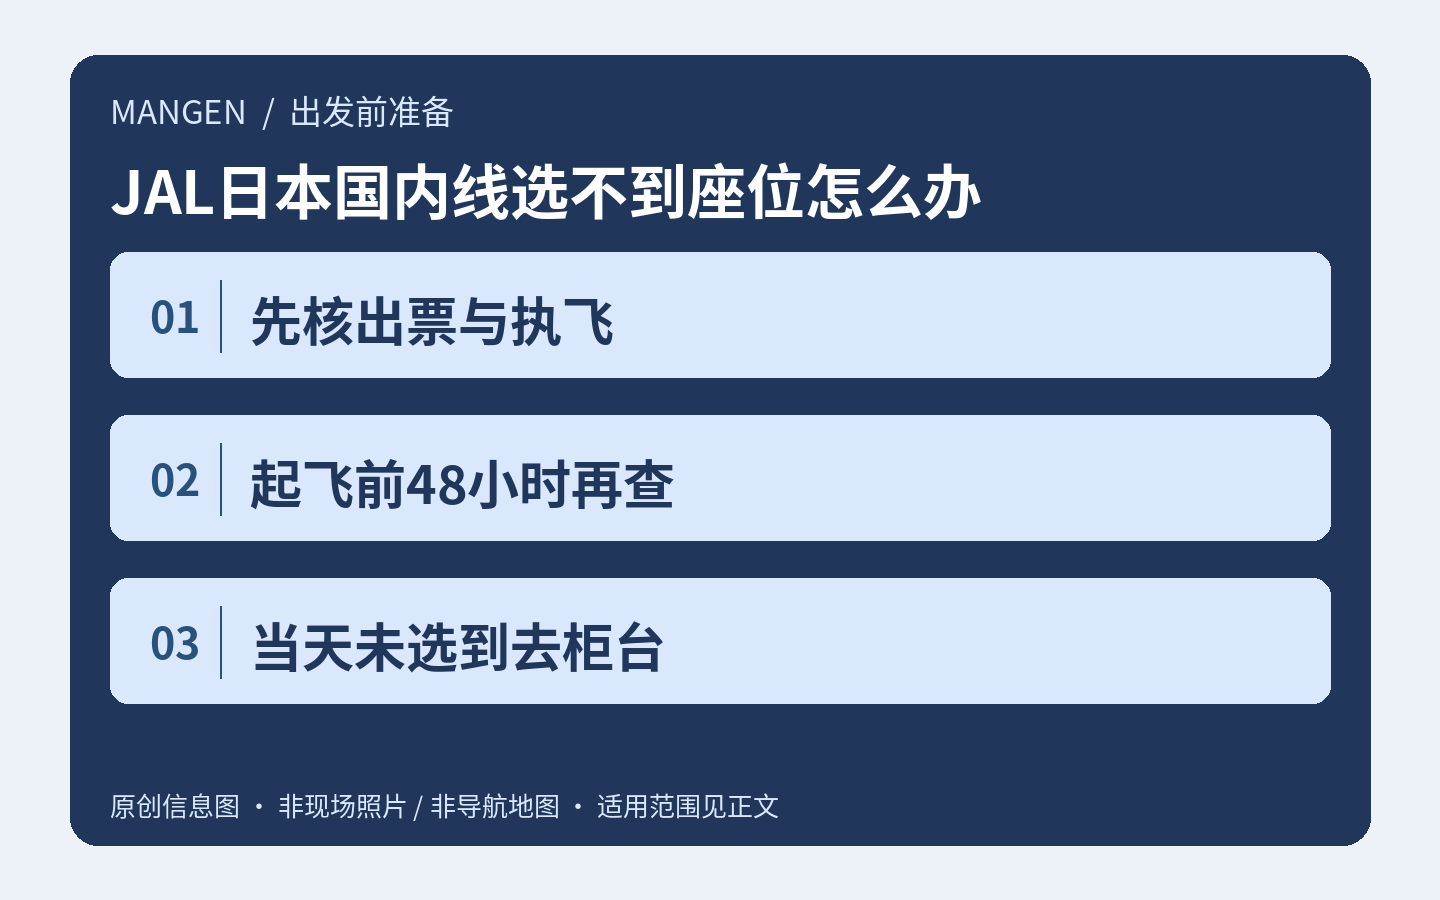 MANGEN / 出发前准备
JAL日本国内线选不到座位怎么办
01 先核出票与执飞
02 起飞前48小时再查
03 当天未选到去柜台
原创信息图 · 非现场照片 / 非导航地图 · 适用范围见正文